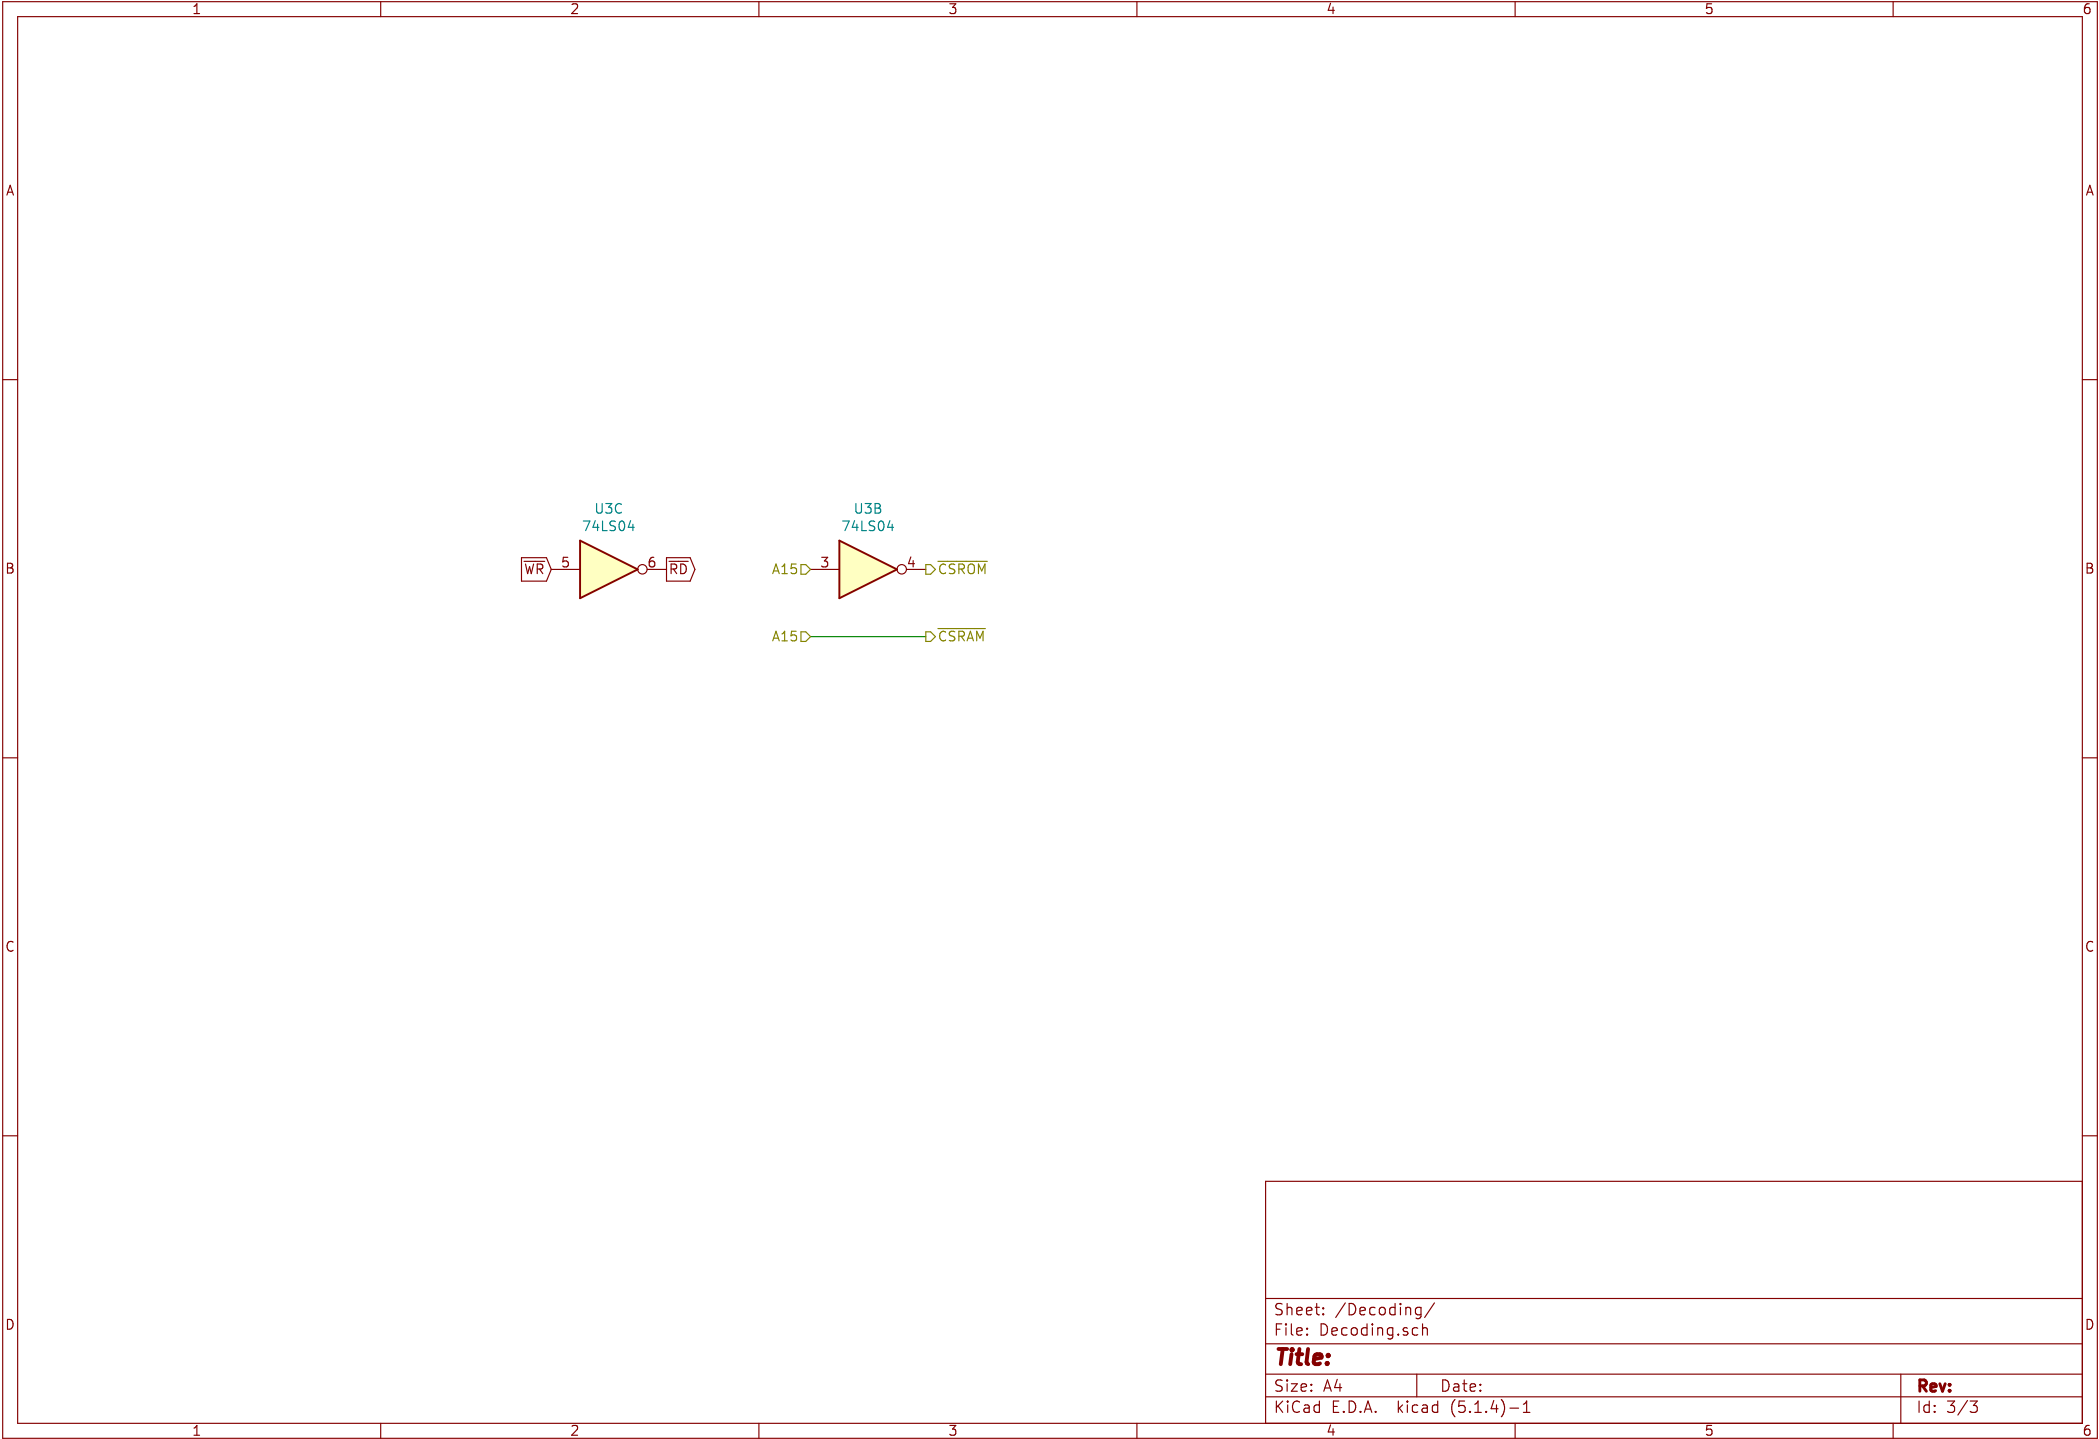 1 2 3 4 5 6
A A
U3C U3B
74LS04 74LS04
B WR 5 6 RD A15 3 4 CSROM B
A15 CSRAM
C C
Sheet: /Decoding/
D File: Decoding.sch D
Title:
Size: A4 Date: Rev:
KiCad E.D.A. kicad (5.1.4)-1 Id: 3/3
1 2 3 4 5 6